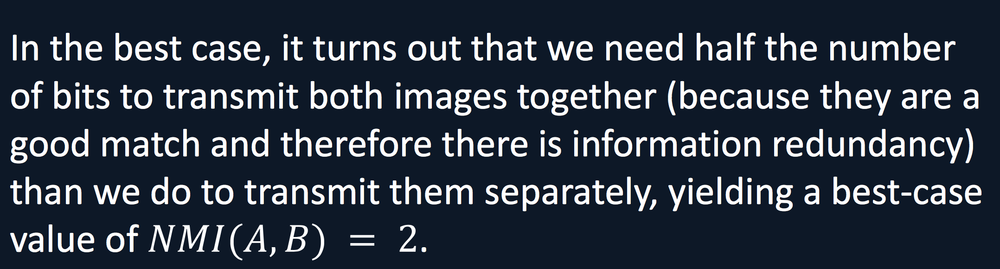 In the best case, it turns out that we need half the number
of bits to transmit both images together (because they are a
good match and therefore there is information redundancy)
than we do to transmit them separately, yielding a best-case
value of NMI(A, B) = 2.